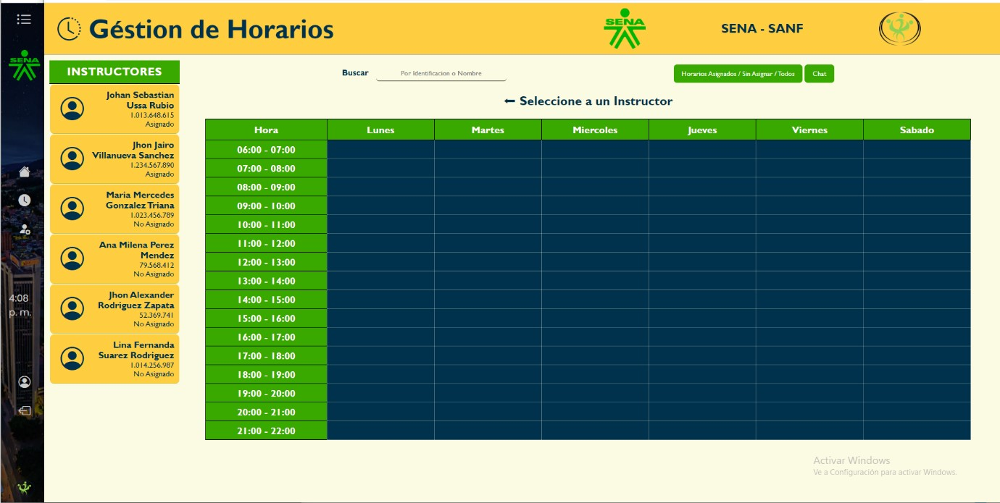 Géstion de Horarios
SENA
SENA - SANF
SENA
INSTRUCTORES
Buscar
Por Identificacion o Nombre
Horarios Asignados / Sin Asignar / Todos
Chat
Johan Sebastian
Ussa Rubio
1.013.648.615
Asignado
Jhon Jairo
Villanueva Sanchez
1.234.567.890
Asignado
Maria Mercedes
Gonzalez Triana
1.023.456.789
No Asignado
Ana Milena Perez
Mendez
79.568.412
No Asignado
Jhon Alexander
Rodriguez Zapata
52.369.741
No Asignado
Lina Fernanda
Suarez Rodriguez
1.014.256.987
No Asignado
4:08
p. m.
← Seleccione a un Instructor
Hora Lunes Martes Miercoles Jueves Viernes Sabado
06:00 - 07:00
07:00 - 08:00
08:00 - 09:00
09:00 - 10:00
10:00 - 11:00
11:00 - 12:00
12:00 - 13:00
13:00 - 14:00
14:00 - 15:00
15:00 - 16:00
16:00 - 17:00
17:00 - 18:00
18:00 - 19:00
19:00 - 20:00
20:00 - 21:00
21:00 - 22:00
Activar Windows
Ve a Configuración para activar Windows.